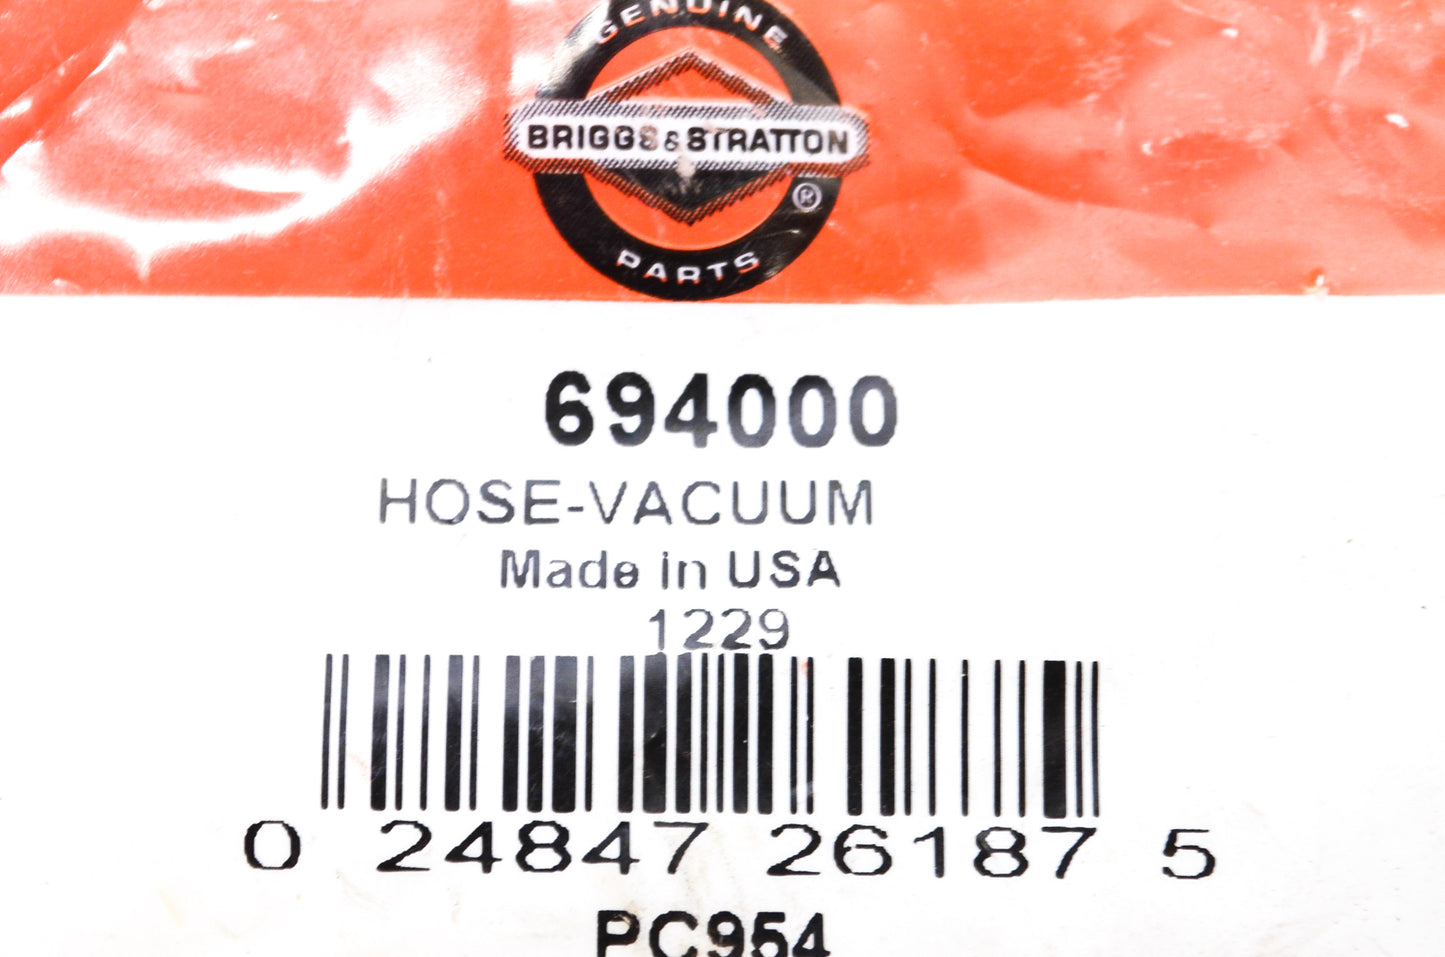 GENUINE
BRIGGS & STRATTON
®
PARTS
694000
HOSE-VACUUM
Made in USA
1229
0 24847 26187 5
PC954